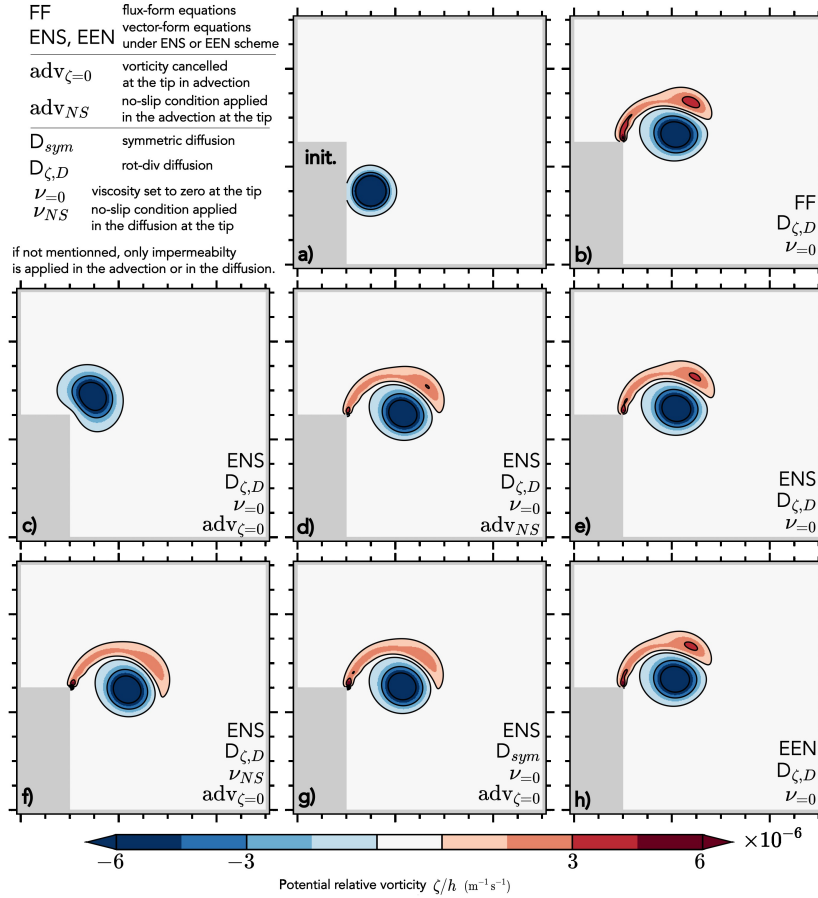 FF flux-form equations
ENS, EEN vector-form equations
under ENS or EEN scheme
adv_{ζ=0} vorticity cancelled
at the tip in advection
adv_{NS} no-slip condition applied
in the advection at the tip
D_{sym} symmetric diffusion
D_{ζ,D} rot-div diffusion
ν_{=0} viscosity set to zero at the tip
ν_{NS} no-slip condition applied
in the diffusion at the tip
if not mentionned, only impermeabilty
is applied in the advection or in the diffusion.
init.
a)
FF
D_{ζ,D}
ν_{=0}
b)
ENS
D_{ζ,D}
ν_{=0}
adv_{ζ=0}
c)
ENS
D_{ζ,D}
ν_{=0}
adv_{NS}
d)
ENS
D_{ζ,D}
ν_{=0}
e)
ENS
D_{ζ,D}
ν_{NS}
adv_{ζ=0}
f)
ENS
D_{sym}
ν_{=0}
adv_{ζ=0}
g)
EEN
D_{ζ,D}
ν_{=0}
h)
×10^{-6}
−6 −3 3 6
Potential relative vorticity ζ/h (m^{-1} s^{-1})